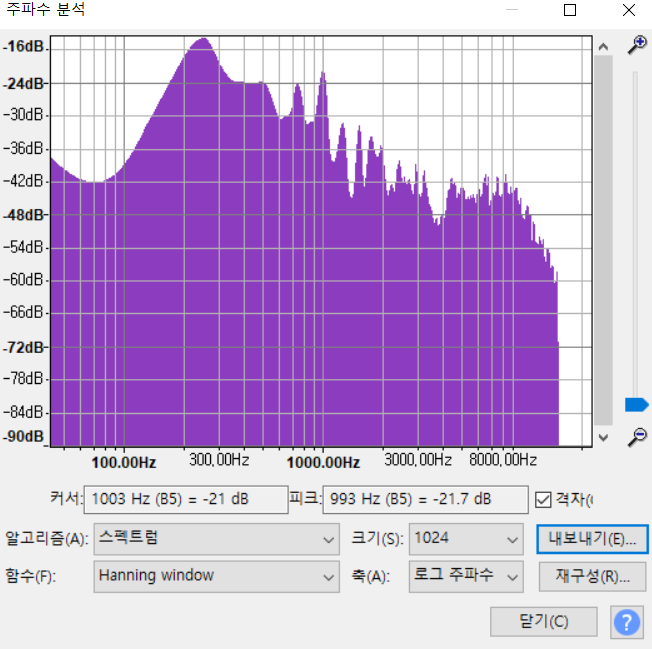 주파수 분석
-16dB
-24dB
-30dB
-36dB
-42dB
-48dB
-54dB
-60dB
-66dB
-72dB
-78dB
-84dB
-90dB
100.00Hz 300,00Hz 1000.00Hz 3000,00Hz 8000,00Hz
커서: 1003 Hz (B5) = -21 dB 피크: 993 Hz (B5) = -21.7 dB 격자(
알고리즘(A): 스펙트럼 크기(S): 1024 내보내기(E)...
함수(F): Hanning window 축(A): 로그 주파수 재구성(R)...
닫기(C) ?